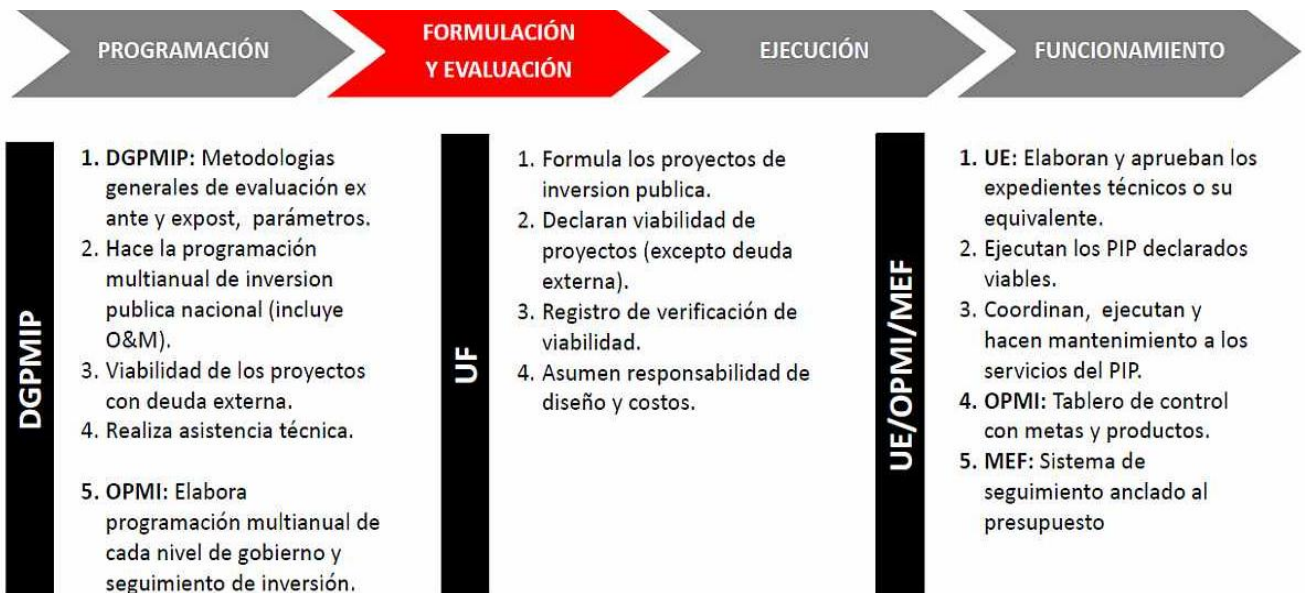 PROGRAMACIÓN
FORMULACIÓN
Y EVALUACIÓN
EJECUCIÓN
FUNCIONAMIENTO
DGPMIP
1. DGPMIP: Metodologias
generales de evaluación ex
ante y expost, parámetros.
2. Hace la programación
multianual de inversion
publica nacional (incluye
O&M).
3. Viabilidad de los proyectos
con deuda externa.
4. Realiza asistencia técnica.
5. OPMI: Elabora
programación multianual de
cada nivel de gobierno y
seguimiento de inversión.
UF
1. Formula los proyectos de
inversion publica.
2. Declaran viabilidad de
proyectos (excepto deuda
externa).
3. Registro de verificación de
viabilidad.
4. Asumen responsabilidad de
diseño y costos.
UE/OPMI/MEF
1. UE: Elaboran y aprueban los
expedientes técnicos o su
equivalente.
2. Ejecutan los PIP declarados
viables.
3. Coordinan, ejecutan y
hacen mantenimiento a los
servicios del PIP.
4. OPMI: Tablero de control
con metas y productos.
5. MEF: Sistema de
seguimiento anclado al
presupuesto